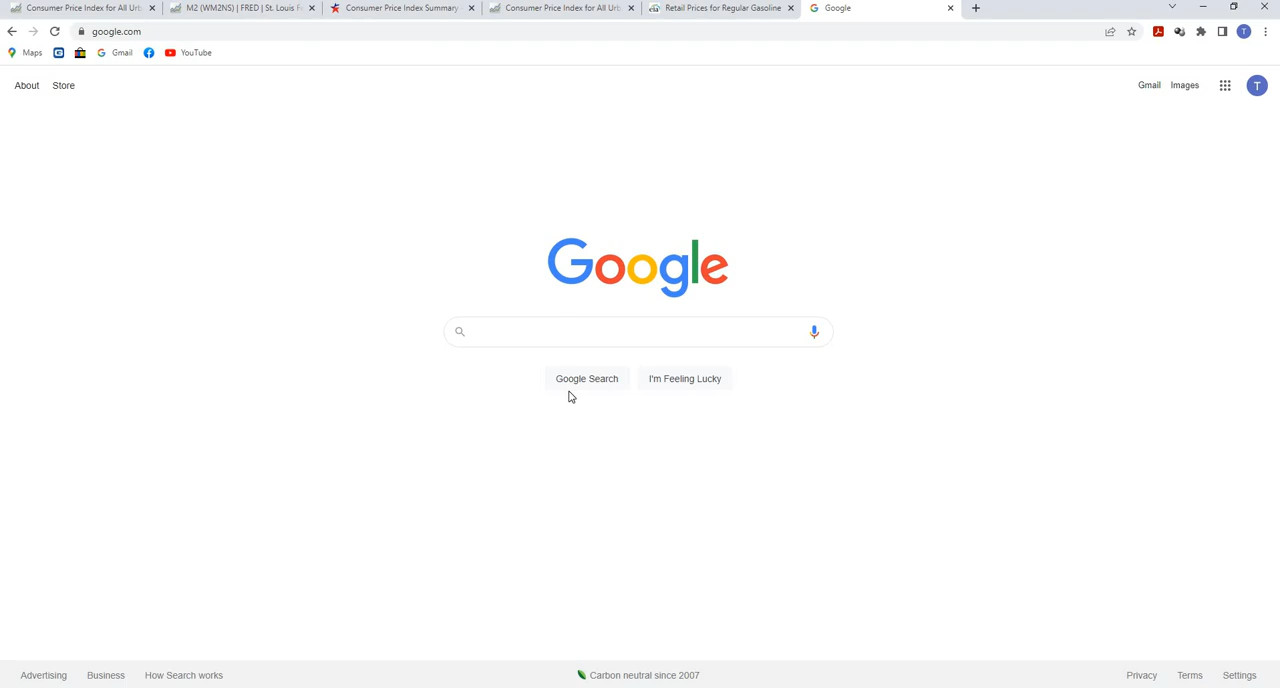 Consumer Price Index for All Urb
M2 (WM2NS) | FRED | St. Louis F
Consumer Price Index Summary
Consumer Price Index for All Urb
Retail Prices for Regular Gasoline
Google
google.com
T
Maps
G
Gmail
YouTube
About
Store
Gmail
Images
T
Google
Google Search
I'm Feeling Lucky
Advertising
Business
How Search works
Carbon neutral since 2007
Privacy
Terms
Settings